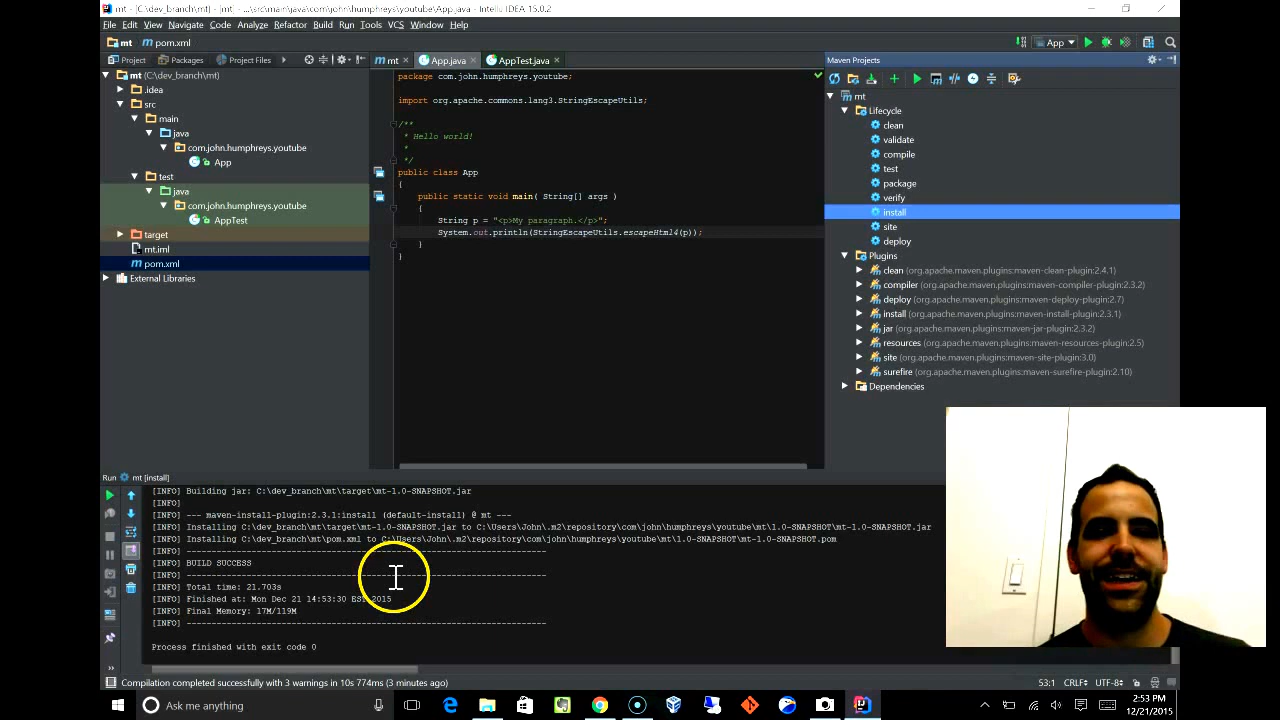 mt - [C:\dev_branch\mt] - [mt] - ...\src\main\java\com\john\humphreys\youtube\App.java - IntelliJ IDEA 15.0.2
File Edit View Navigate Code Analyze Refactor Build Run Tools VCS Window Help
mt pom.xml
App
Project Packages Project Files
mt App.java AppTest.java
Maven Projects
mt (C:\dev_branch\mt)
.idea
src
main
java
com.john.humphreys.youtube
App
test
java
com.john.humphreys.youtube
AppTest
target
mt.iml
pom.xml
External Libraries
package com.john.humphreys.youtube;
import org.apache.commons.lang3.StringEscapeUtils;
/**
* Hello world!
*
*/
public class App
{
public static void main( String[] args )
{
String p = "<p>My paragraph.</p>";
System.out.println(StringEscapeUtils.escapeHtml4(p));
}
}
mt
Lifecycle
clean
validate
compile
test
package
verify
install
site
deploy
Plugins
clean (org.apache.maven.plugins:maven-clean-plugin:2.4.1)
compiler (org.apache.maven.plugins:maven-compiler-plugin:2.3.2)
deploy (org.apache.maven.plugins:maven-deploy-plugin:2.7)
install (org.apache.maven.plugins:maven-install-plugin:2.3.1)
jar (org.apache.maven.plugins:maven-jar-plugin:2.3.2)
resources (org.apache.maven.plugins:maven-resources-plugin:2.5)
site (org.apache.maven.plugins:maven-site-plugin:3.0)
surefire (org.apache.maven.plugins:maven-surefire-plugin:2.10)
Dependencies
Run mt [install]
[INFO] Building jar: C:\dev_branch\mt\target\mt-1.0-SNAPSHOT.jar
[INFO]
[INFO] --- maven-install-plugin:2.3.1:install (default-install) @ mt ---
[INFO] Installing C:\dev_branch\mt\target\mt-1.0-SNAPSHOT.jar to C:\Users\John\.m2\repository\com\john\humphreys\youtube\mt\1.0-SNAPSHOT\mt-1.0-SNAPSHOT.jar
[INFO] Installing C:\dev_branch\mt\pom.xml to C:\Users\John\.m2\repository\com\john\humphreys\youtube\mt\1.0-SNAPSHOT\mt-1.0-SNAPSHOT.pom
[INFO] ------------------------------------------------------------------------
[INFO] BUILD SUCCESS
[INFO] ------------------------------------------------------------------------
[INFO] Total time: 21.703s
[INFO] Finished at: Mon Dec 21 14:53:30 EST 2015
[INFO] Final Memory: 17M/119M
[INFO] ------------------------------------------------------------------------
Process finished with exit code 0
Compilation completed successfully with 3 warnings in 10s 774ms (3 minutes ago)
53:1 CRLF UTF-8
Ask me anything
2:53 PM
12/21/2015